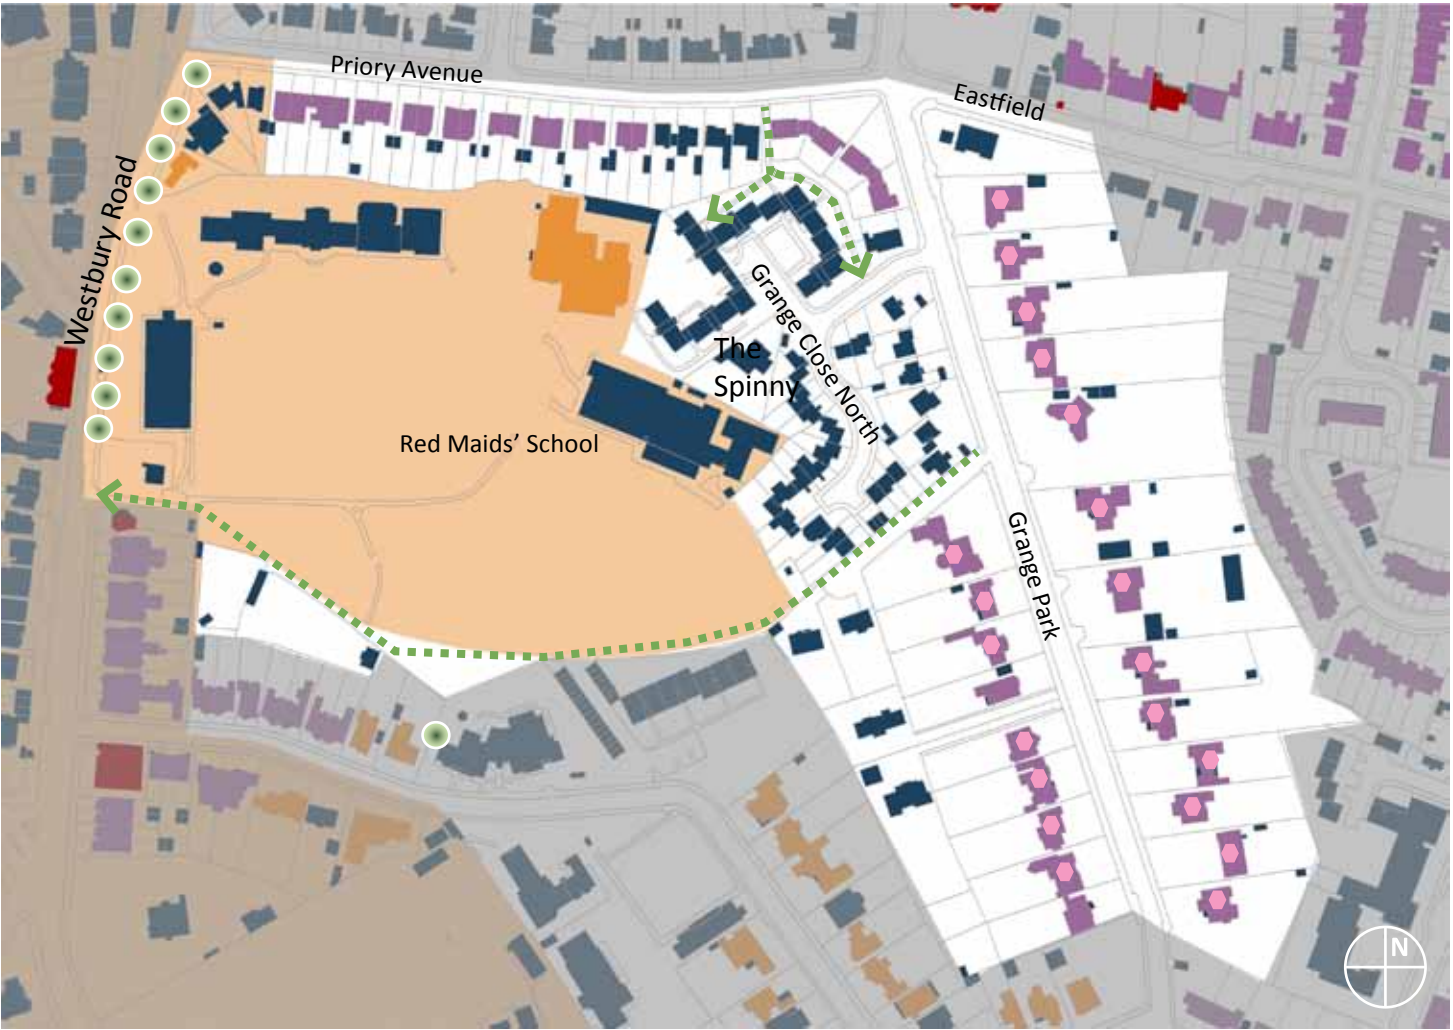 Priory Avenue
Eastfield
Westbury Road
Grange Close North
The
Spinny
Red Maids' School
Grange Park
N